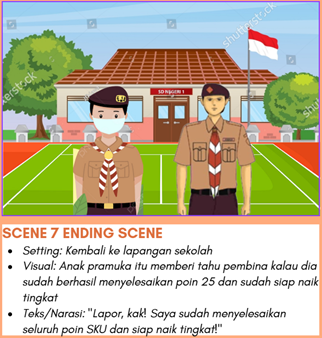 shutterstock
shutterstock
SD NEGERI 1
SCENE 7 ENDING SCENE
• Setting: Kembali ke lapangan sekolah
• Visual: Anak pramuka itu memberi tahu pembina kalau dia
sudah berhasil menyelesaikan poin 25 dan sudah siap naik
tingkat
• Teks/Narasi: "Lapor, kak! Saya sudah menyelesaikan
seluruh poin SKU dan siap naik tingkat!"